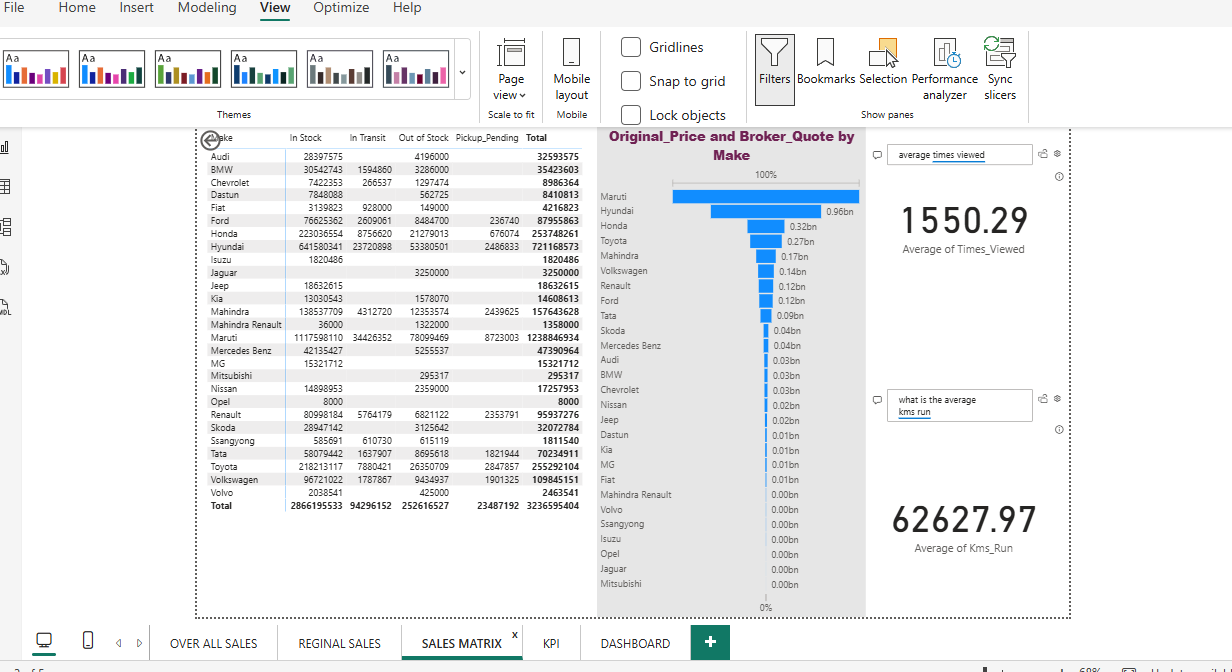 File Home Insert Modeling View Optimize Help
Aa Aa Aa Aa Aa Aa
Page view
Mobile layout
Gridlines
Snap to grid
Lock objects
Filters Bookmarks Selection Performance analyzer Sync slicers
Themes Scale to fit Mobile Show panes
In Stock In Transit Out of Stock Pickup_Pending Total
Audi 28397575 4196000 32593575
BMW 30542743 1594860 3286000 35423603
Chevrolet 7422353 266537 1297474 8986364
Dastun 7848088 562725 8410813
Fiat 3139823 928000 149000 4216823
Ford 76625362 2609061 8484700 236740 87955863
Honda 223036554 8756620 21279013 676074 253748261
Hyundai 641580341 23720898 53380501 2486833 721168573
Isuzu 1820486 1820486
Jaguar 3250000 3250000
Jeep 18632615 18632615
Kia 13030543 1578070 14608613
Mahindra 138537709 4312720 12353574 2439625 157643628
Mahindra Renault 36000 1322000 1358000
Maruti 1117598110 34426352 78099469 8723003 1238846934
Mercedes Benz 42135427 5255537 47390964
MG 15321712 15321712
Mitsubishi 295317 295317
Nissan 14898953 2359000 17257953
Opel 8000 8000
Renault 80998184 5764179 6821122 2353791 95937276
Skoda 28947142 3125642 32072784
Ssangyong 585691 610730 615119 1811540
Tata 58079442 1637907 8695618 1821944 70234911
Toyota 218213117 7880421 26350709 2847857 255292104
Volkswagen 96721022 1787867 9434937 1901325 109845151
Volvo 2038541 425000 2463541
Total 2866195533 94296152 252616527 23487192 3236595404
Original_Price and Broker_Quote by
Make
100%
Maruti
Hyundai 0.96bn
Honda 0.32bn
Toyota 0.27bn
Mahindra 0.17bn
Volkswagen 0.14bn
Renault 0.12bn
Ford 0.12bn
Tata 0.09bn
Skoda 0.04bn
Mercedes Benz 0.04bn
Audi 0.03bn
BMW 0.03bn
Chevrolet 0.03bn
Nissan 0.02bn
Jeep 0.02bn
Dastun 0.01bn
Kia 0.01bn
MG 0.01bn
Fiat 0.01bn
Mahindra Renault 0.00bn
Volvo 0.00bn
Ssangyong 0.00bn
Isuzu 0.00bn
Opel 0.00bn
Jaguar 0.00bn
Mitsubishi 0.00bn
0%
average times viewed
1550.29
Average of Times_Viewed
what is the average
kms run
62627.97
Average of Kms_Run
OVER ALL SALES REGINAL SALES SALES MATRIX x KPI DASHBOARD +